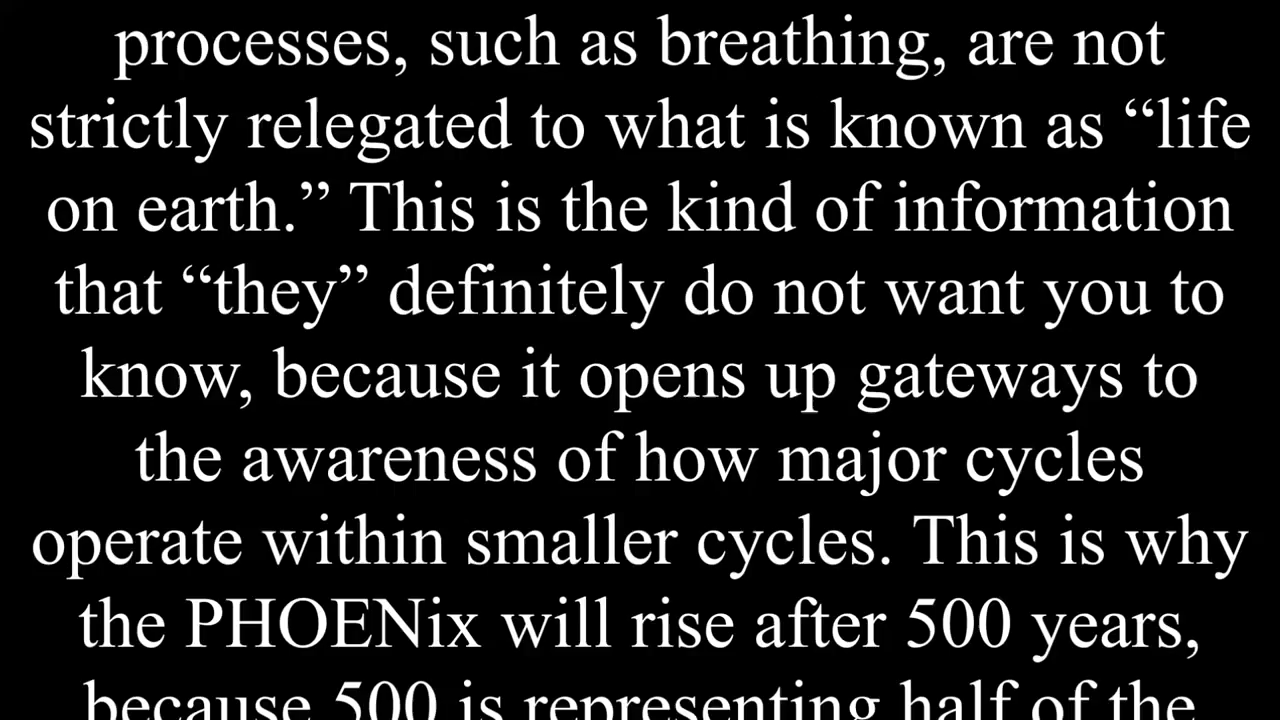 processes, such as breathing, are not
strictly relegated to what is known as “life
on earth.” This is the kind of information
that “they” definitely do not want you to
know, because it opens up gateways to
the awareness of how major cycles
operate within smaller cycles. This is why
the PHOENix will rise after 500 years,
because 500 is representing half of the